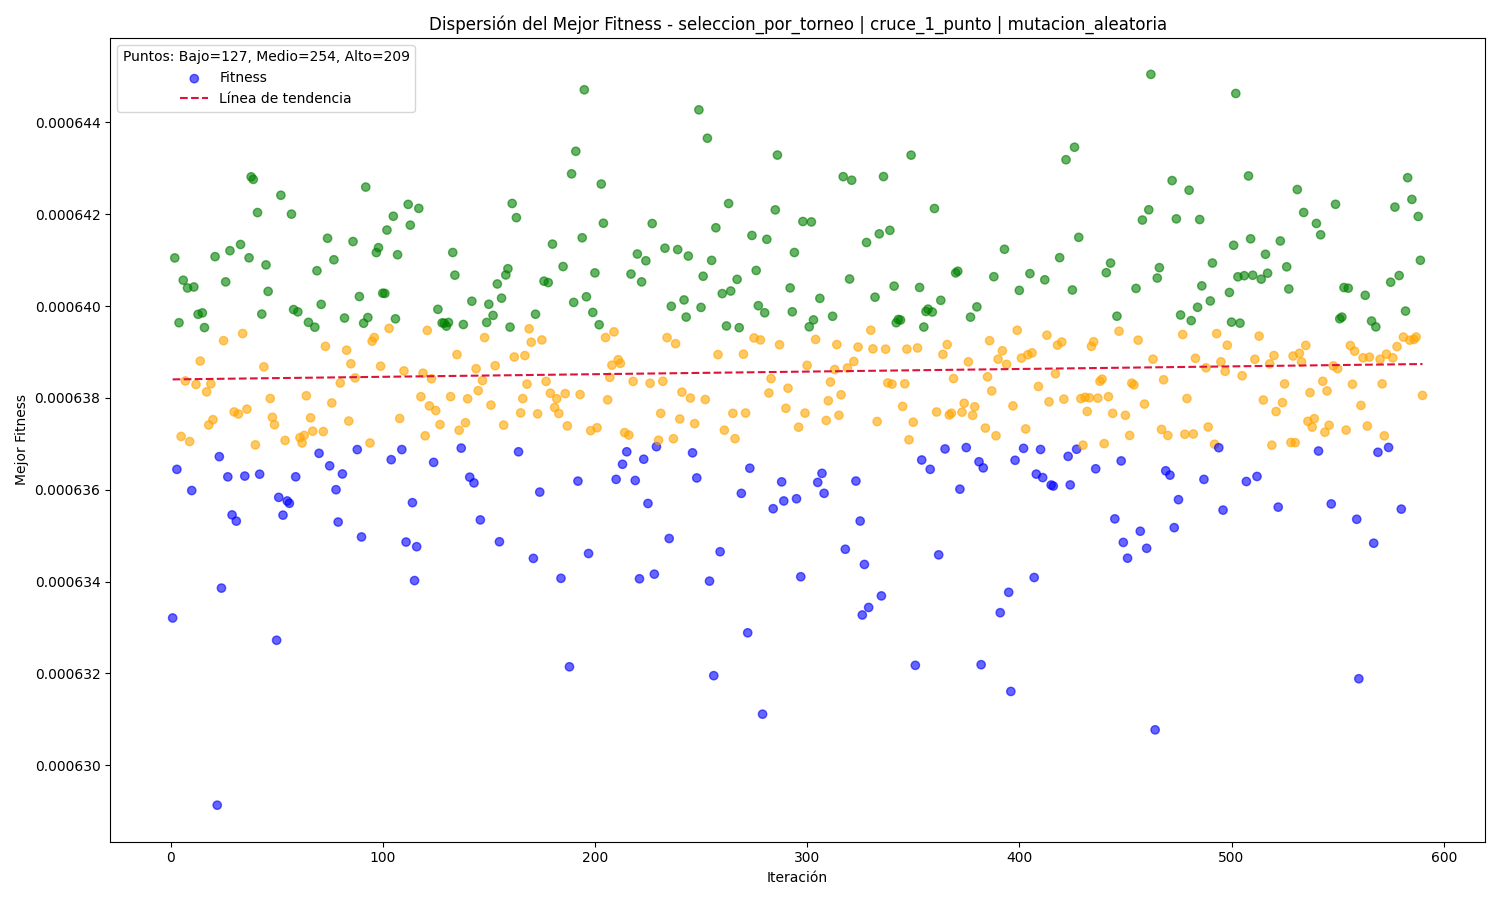 Dispersión del Mejor Fitness - seleccion_por_torneo | cruce_1_punto | mutacion_aleatoria
Puntos: Bajo=127, Medio=254, Alto=209
Fitness
Línea de tendencia
Mejor Fitness
0.000644
0.000642
0.000640
0.000638
0.000636
0.000634
0.000632
0.000630
0
100
200
300
400
500
600
Iteración